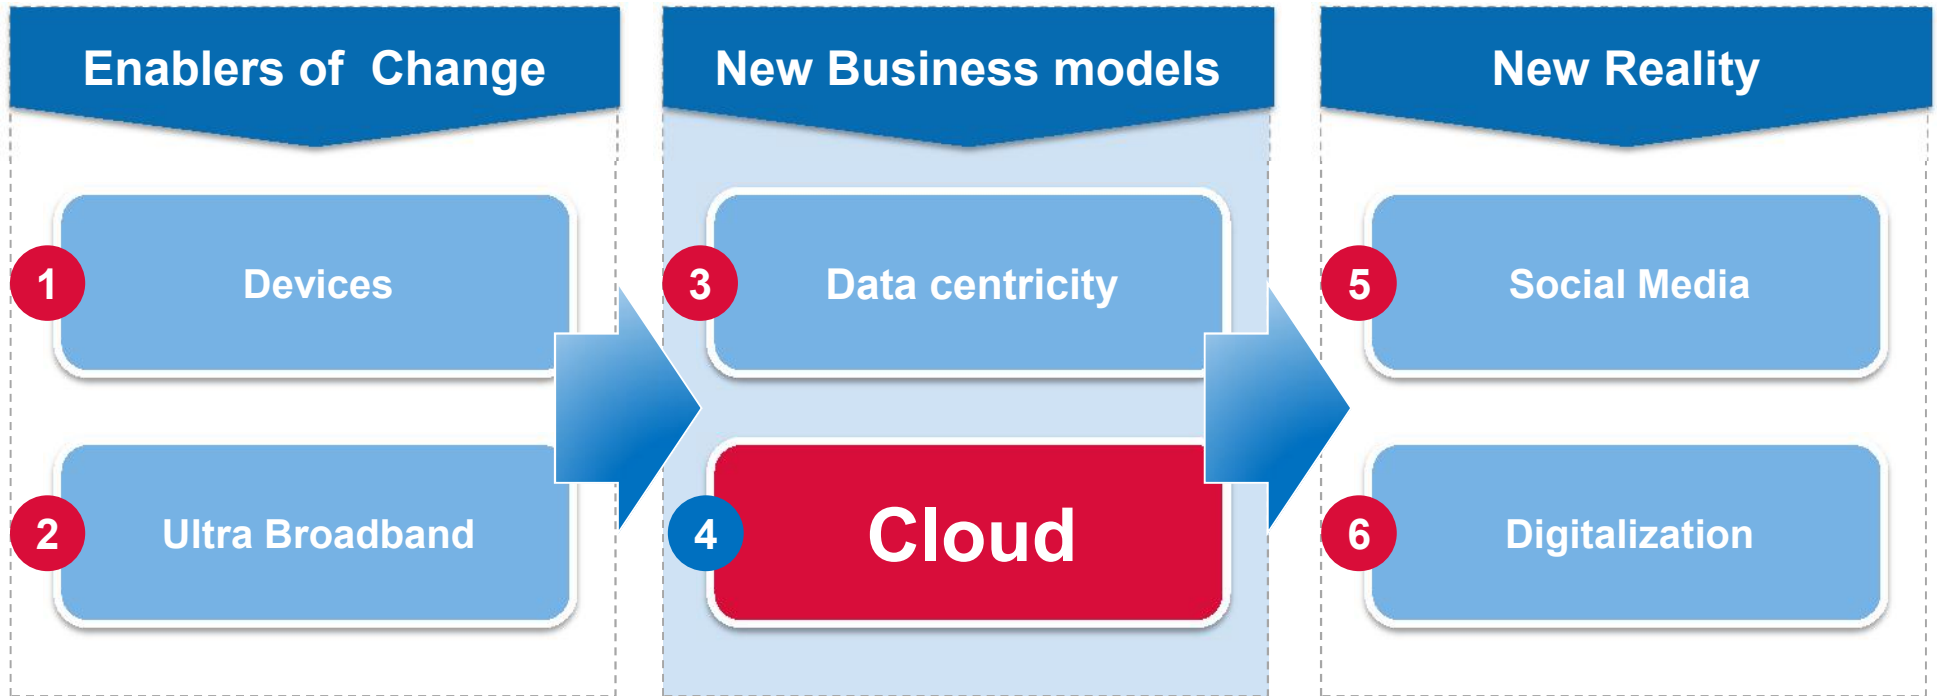 Enablers of  Change
1
Devices
2
Ultra Broadband
New Business models
3
Data centricity
4
Cloud
New Reality
5
Social Media
6
Digitalization